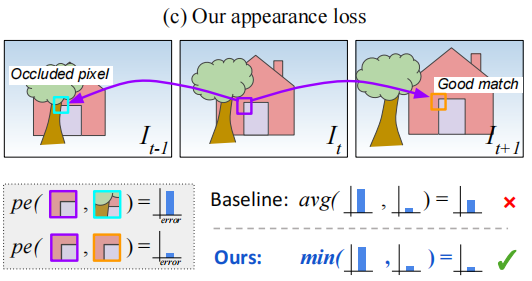 (c) Our appearance loss
Occluded pixel
Good match
I_{t-1}
I_t
I_{t+1}
pe( , ) = error
pe( , ) = error
Baseline: avg( , ) = ×
Ours: min( , ) = ✓